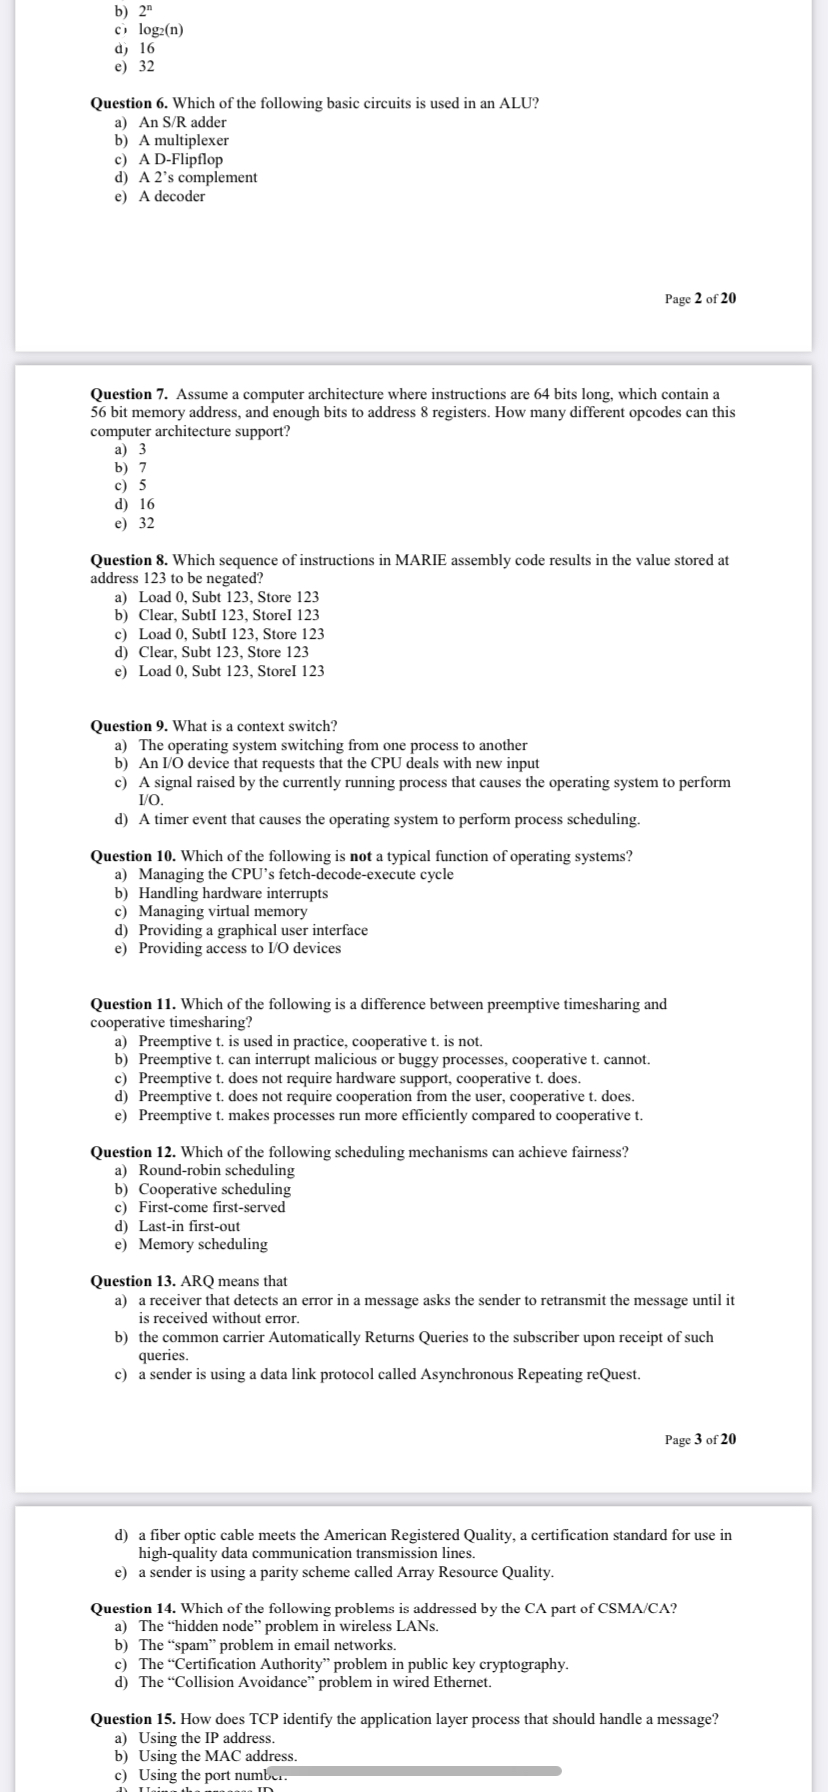 b) 2ⁿ
c) log₂(n)
d) 16
e) 32
Question 6. Which of the following basic circuits is used in an ALU?
a) An S/R adder
b) A multiplexer
c) A D-Flipflop
d) A 2’s complement
e) A decoder
Page 2 of 20
Question 7. Assume a computer architecture where instructions are 64 bits long, which contain a
56 bit memory address, and enough bits to address 8 registers. How many different opcodes can this
computer architecture support?
a) 3
b) 7
c) 5
d) 16
e) 32
Question 8. Which sequence of instructions in MARIE assembly code results in the value stored at
address 123 to be negated?
a) Load 0, Subt 123, Store 123
b) Clear, SubtI 123, StoreI 123
c) Load 0, SubtI 123, Store 123
d) Clear, Subt 123, Store 123
e) Load 0, Subt 123, StoreI 123
Question 9. What is a context switch?
a) The operating system switching from one process to another
b) An I/O device that requests that the CPU deals with new input
c) A signal raised by the currently running process that causes the operating system to perform
I/O.
d) A timer event that causes the operating system to perform process scheduling.
Question 10. Which of the following is not a typical function of operating systems?
a) Managing the CPU’s fetch-decode-execute cycle
b) Handling hardware interrupts
c) Managing virtual memory
d) Providing a graphical user interface
e) Providing access to I/O devices
Question 11. Which of the following is a difference between preemptive timesharing and
cooperative timesharing?
a) Preemptive t. is used in practice, cooperative t. is not.
b) Preemptive t. can interrupt malicious or buggy processes, cooperative t. cannot.
c) Preemptive t. does not require hardware support, cooperative t. does.
d) Preemptive t. does not require cooperation from the user, cooperative t. does.
e) Preemptive t. makes processes run more efficiently compared to cooperative t.
Question 12. Which of the following scheduling mechanisms can achieve fairness?
a) Round-robin scheduling
b) Cooperative scheduling
c) First-come first-served
d) Last-in first-out
e) Memory scheduling
Question 13. ARQ means that
a) a receiver that detects an error in a message asks the sender to retransmit the message until it
is received without error.
b) the common carrier Automatically Returns Queries to the subscriber upon receipt of such
queries.
c) a sender is using a data link protocol called Asynchronous Repeating reQuest.
Page 3 of 20
d) a fiber optic cable meets the American Registered Quality, a certification standard for use in
high-quality data communication transmission lines.
e) a sender is using a parity scheme called Array Resource Quality.
Question 14. Which of the following problems is addressed by the CA part of CSMA/CA?
a) The “hidden node” problem in wireless LANs.
b) The “spam” problem in email networks.
c) The “Certification Authority” problem in public key cryptography.
d) The “Collision Avoidance” problem in wired Ethernet.
Question 15. How does TCP identify the application layer process that should handle a message?
a) Using the IP address.
b) Using the MAC address.
c) Using the port number.
d) Using the process ID